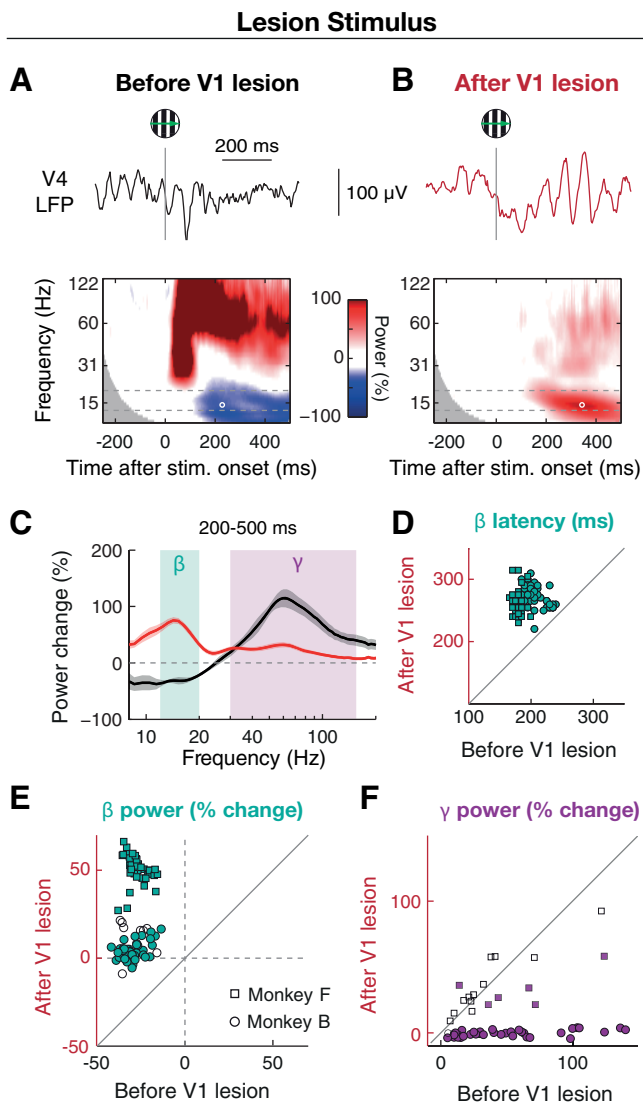 Lesion Stimulus
A
Before V1 lesion
B
After V1 lesion
200 ms
V4
LFP
100 µV
Frequency (Hz)
122
60
31
15
-200 0 200 400
Time after stim. onset (ms)
100
0
−100
Power (%)
122
60
31
15
-200 0 200 400
Time after stim. onset (ms)
C
200-500 ms
β
γ
Power change (%)
200
100
0
−100
10 20 40 100
Frequency (Hz)
D
β latency (ms)
After V1 lesion
300
200
100 200 300
Before V1 lesion
E
β power (% change)
After V1 lesion
50
0
-50
-50 0 50
Before V1 lesion
Monkey F
Monkey B
F
γ power (% change)
After V1 lesion
100
0
0 100
Before V1 lesion